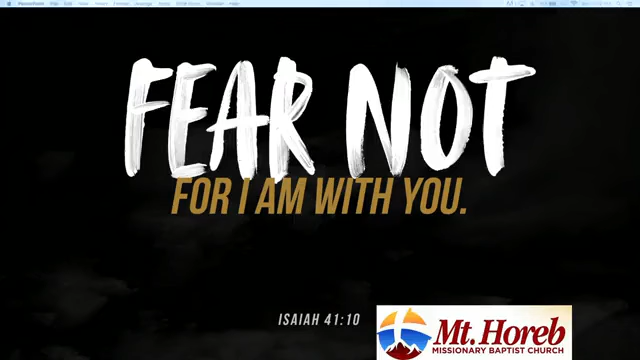 FEAR NOT
FOR I AM WITH YOU.
ISAIAH 41:10
Mt. Horeb
MISSIONARY BAPTIST CHURCH